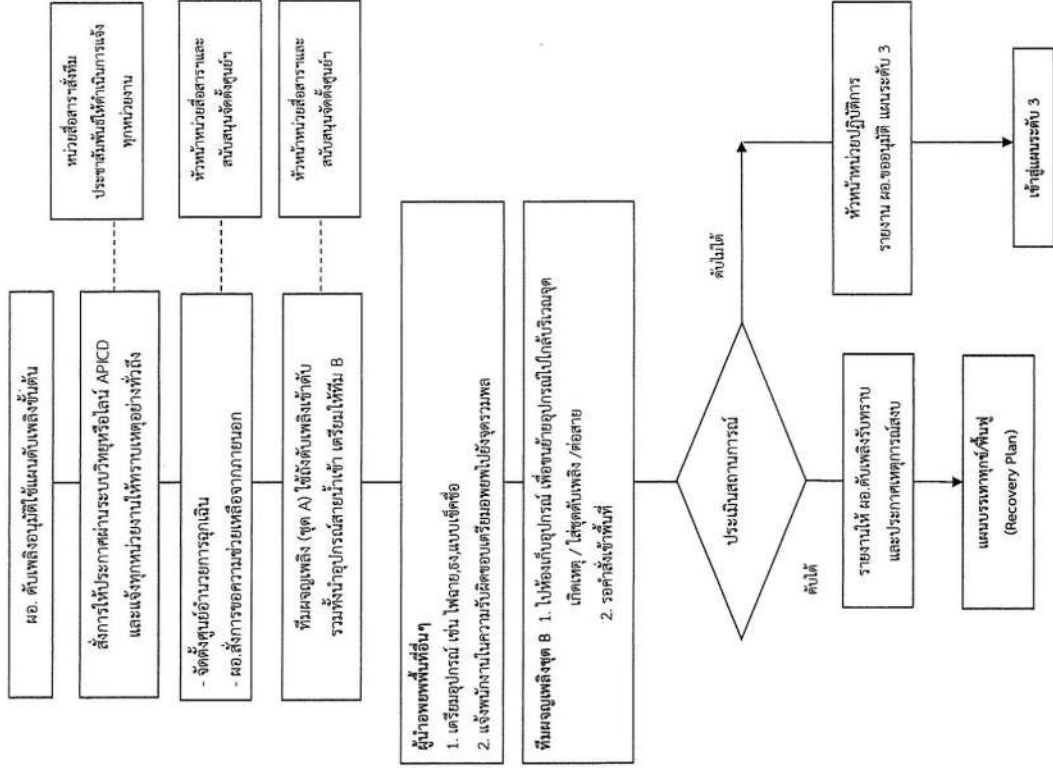 ผอ. ดับเพลิงอนุมัติใช้แผนดับเพลิงขั้นต้น
สั่งการให้ประกาศผ่านระบบวิทยุหรือไลน์ APICD
และแจ้งทุกหน่วยงานให้ทราบเหตุอย่างทั่วถึง
หน่วยสื่อสารฯสั่งทีม
ประชาสัมพันธ์ให้ดำเนินการแจ้ง
ทุกหน่วยงาน
- จัดตั้งศูนย์อำนวยการฉุกเฉิน
- ผอ.สั่งการขอความช่วยเหลือจากภายนอก
หัวหน้าหน่วยสื่อสารฯและ
สนับสนุนจัดตั้งศูนย์ฯ
ทีมผจญเพลิง (ชุด A) ใช้ถังดับเพลิงเข้าดับ
รวมทั้งนำอุปกรณ์สายน้ำเข้า เตรียมให้ทีม B
หัวหน้าหน่วยสื่อสารฯและ
สนับสนุนจัดตั้งศูนย์ฯ
ผู้นำอพยพพื้นที่อื่นๆ
1. เตรียมอุปกรณ์ เช่น ไฟฉาย,ธง,แบบเช็คชื่อ
2. แจ้งพนักงานในความรับผิดชอบเตรียมอพยพไปยังจุดรวมพล
ทีมผจญเพลิงชุด B 1. ไปห้องเก็บอุปกรณ์ เพื่อขนย้ายอุปกรณ์ไปใกล้บริเวณจุด
เกิดเหตุ / ใส่ชุดดับเพลิง /ต่อสาย
2. รอคำสั่งเข้าพื้นที่
ประเมินสถานการณ์
ดับได้
ดับไม่ได้
รายงานให้ ผอ.ดับเพลิงรับทราบ
และประกาศเหตุการณ์สงบ
หัวหน้าหน่วยปฏิบัติการ
รายงาน ผอ.ขออนุมัติ แผนระดับ 3
แผนบรรเทาทุกข์/ฟื้นฟู
(Recovery Plan)
เข้าสู่แผนระดับ 3